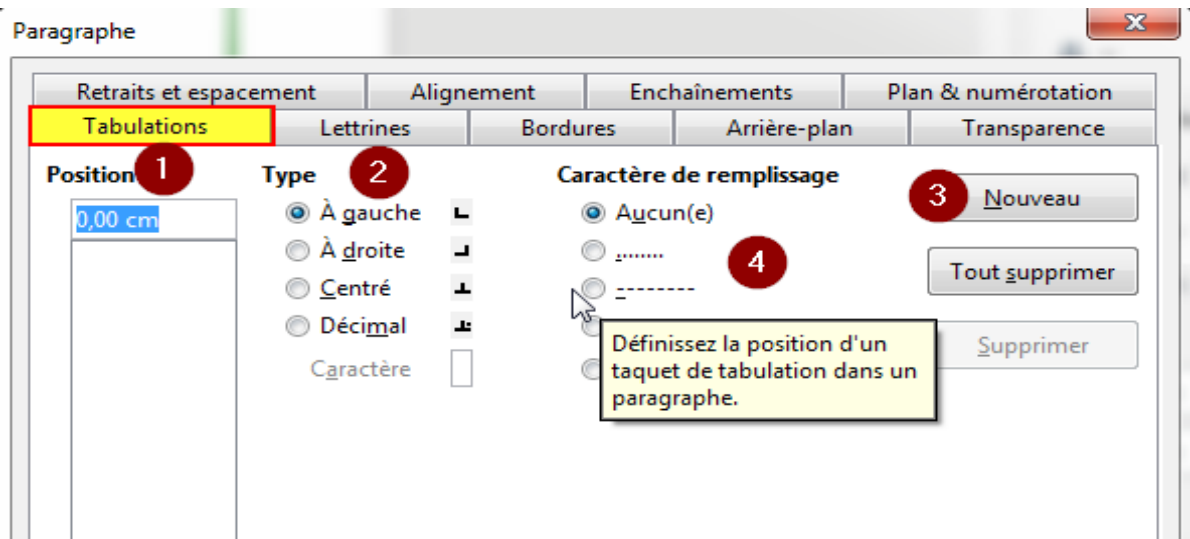 Paragraphe
Retraits et espacement Alignement Enchaînements Plan & numérotation
Tabulations Lettrines Bordures Arrière-plan Transparence
Position 1 Type 2 Caractère de remplissage
0,00 cm À gauche Aucun(e) 3 Nouveau
À droite ........ 4
Centré -------- Tout supprimer
Décimal
Caractère
Définissez la position d'un
taquet de tabulation dans un
paragraphe.
Supprimer